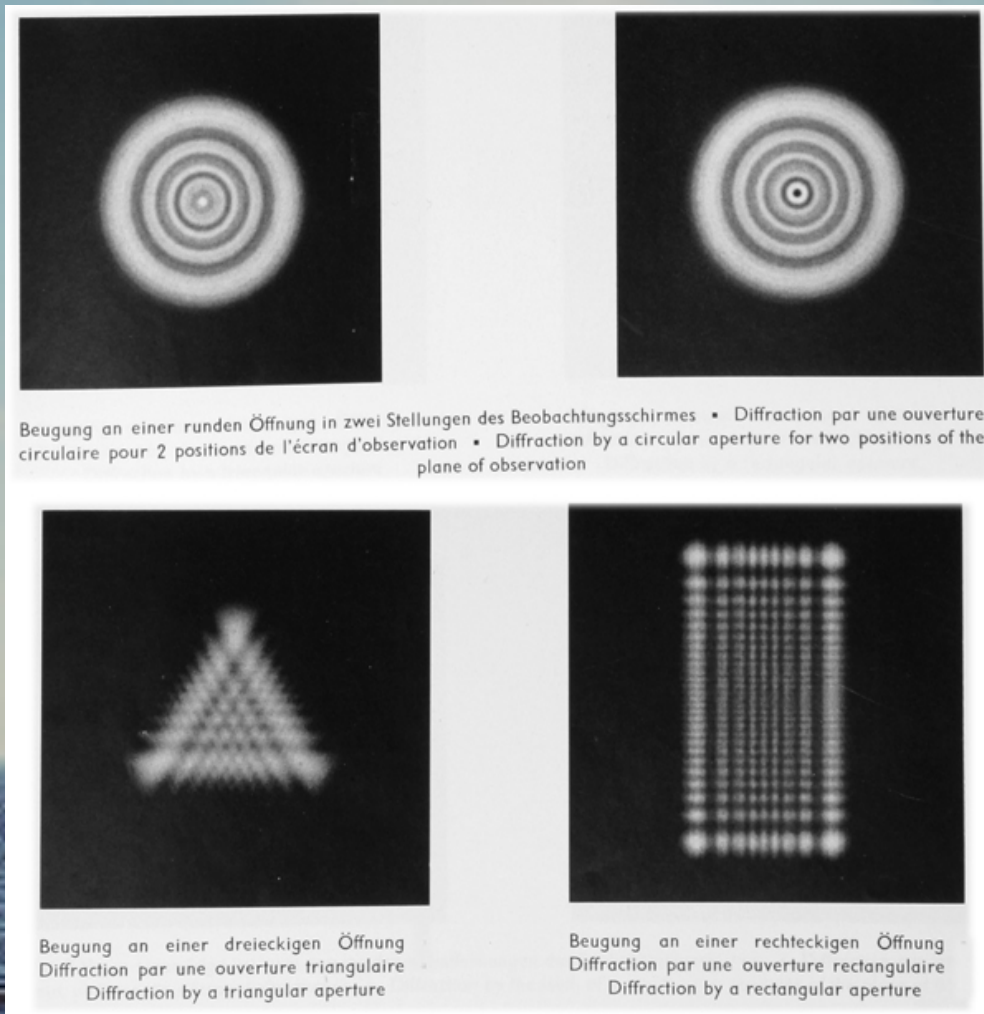 Beugung an einer runden Öffnung in zwei Stellungen des Beobachtungsschirmes ▪ Diffraction par une ouverture
circulaire pour 2 positions de l'écran d'observation ▪ Diffraction by a circular aperture for two positions of the
plane of observation
Beugung an einer dreieckigen Öffnung
Diffraction par une ouverture triangulaire
Diffraction by a triangular aperture
Beugung an einer rechteckigen Öffnung
Diffraction par une ouverture rectangulaire
Diffraction by a rectangular aperture